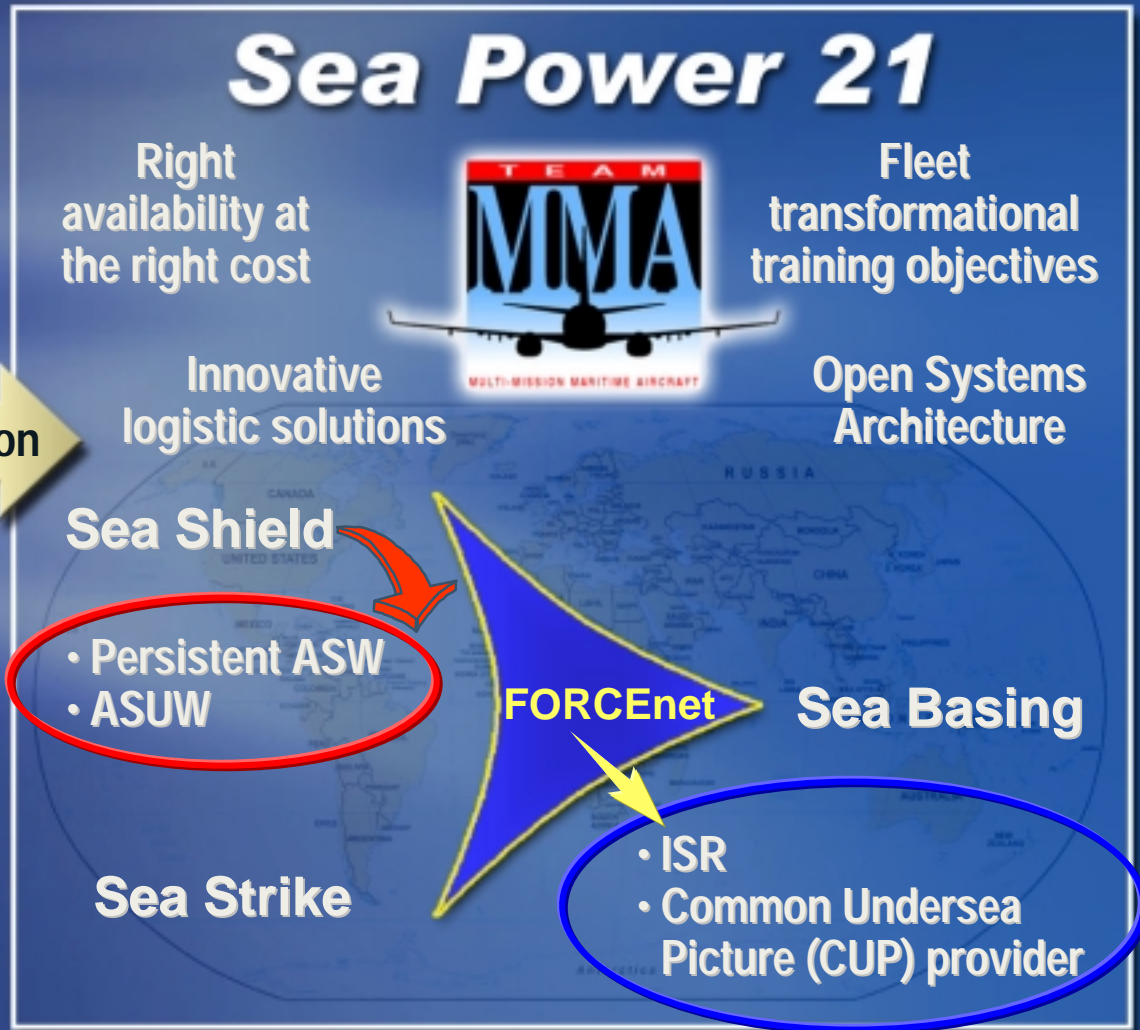 Sea Power 21
Right
availability at
the right cost
TEAM
MMA
MULTI-MISSION MARITIME AIRCRAFT
Fleet
transformational
training objectives
Innovative
logistic solutions
Open Systems
Architecture
on
RUSSIA
CANADA
UNITED STATES
CHINA
INDIA
AUSTRALIA
Sea Shield
• Persistent ASW
• ASUW
FORCEnet
Sea Basing
Sea Strike
• ISR
• Common Undersea
Picture (CUP) provider